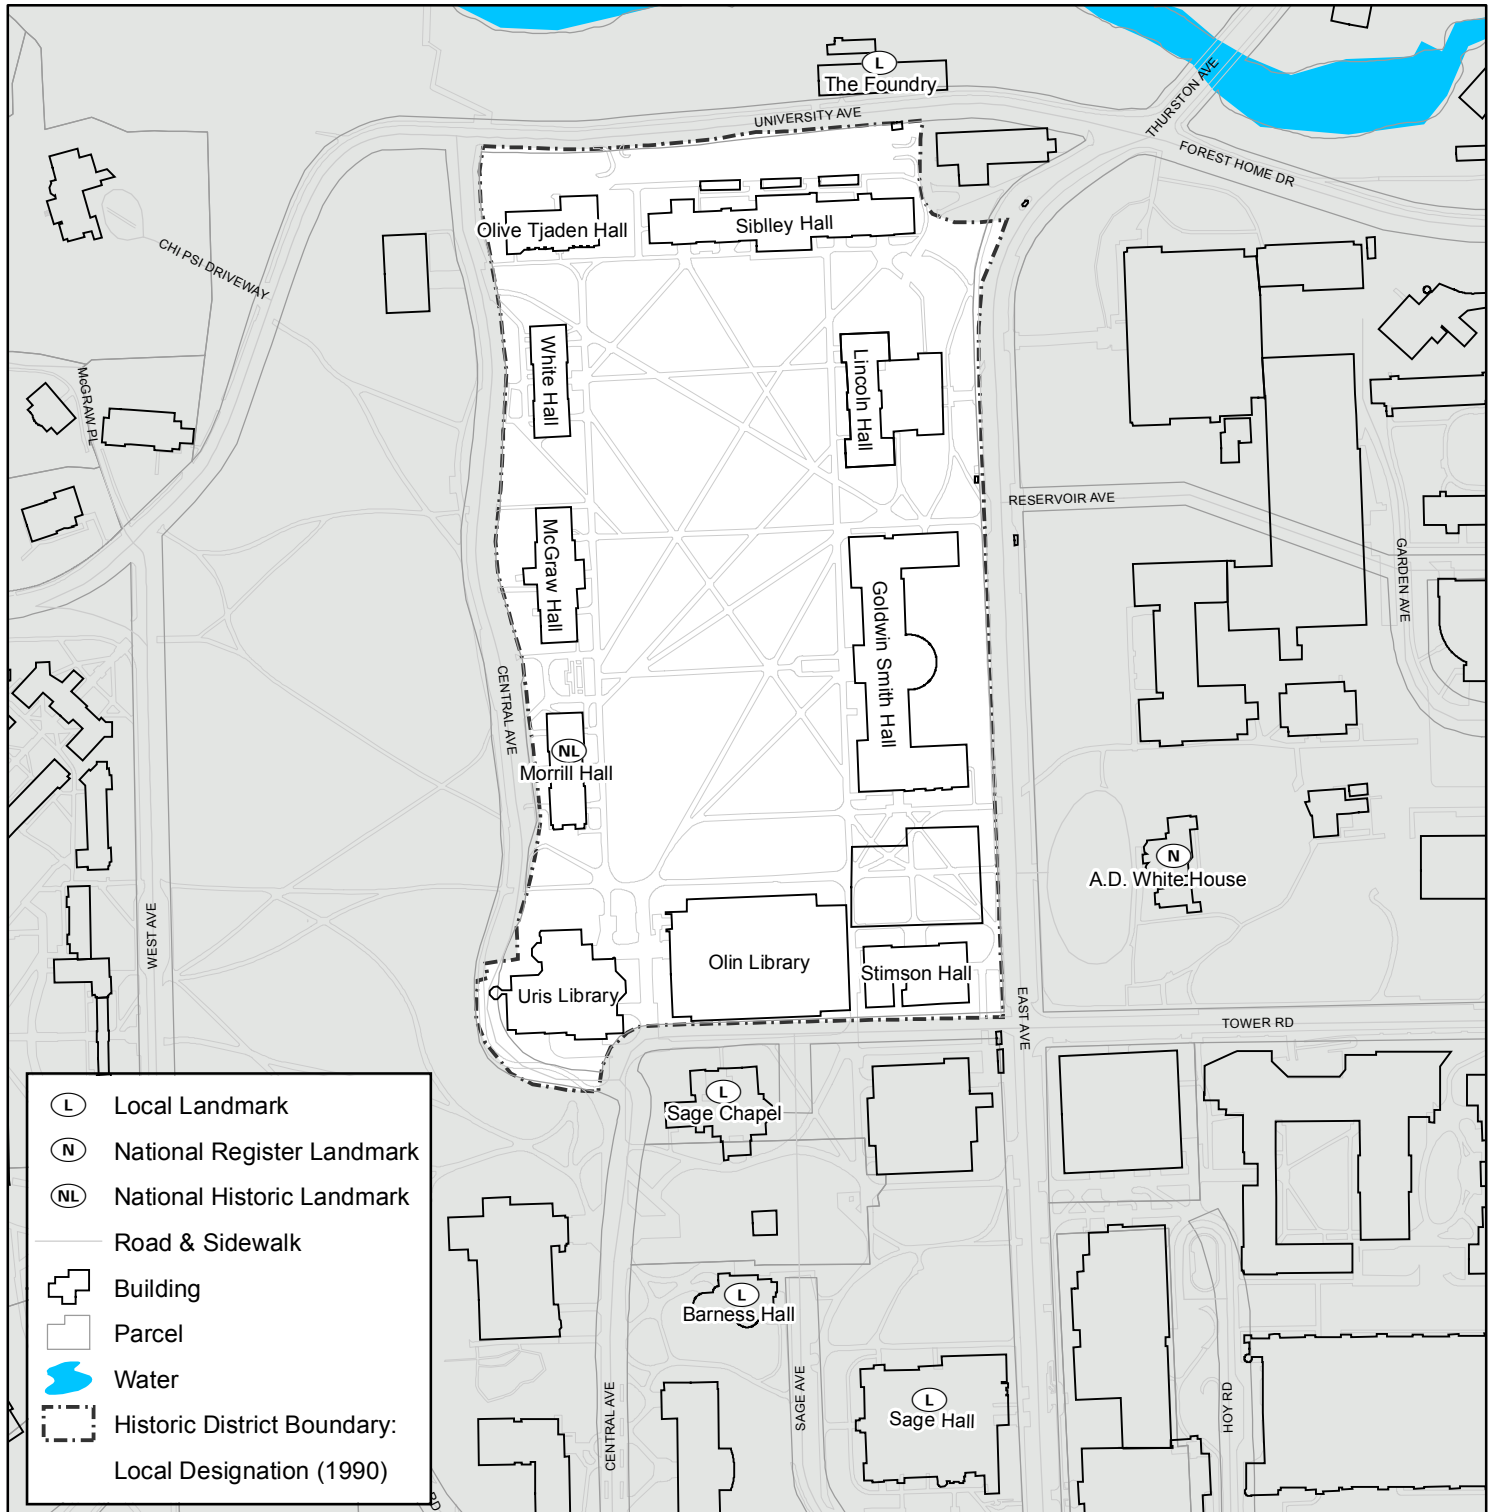 L
The Foundry
UNIVERSITY AVE
THURSTON AVE
FOREST HOME DR
Olive Tjaden Hall
Siblley Hall
CHI PSI DRIVEWAY
White Hall
Lincoln Hall
McGRAW PL
RESERVOIR AVE
McGraw Hall
GARDEN AVE
Goldwin Smith Hall
CENTRAL AVE
NL
Morrill Hall
N
A.D. White House
WEST AVE
Olin Library
Stimson Hall
Uris Library
EAST AVE
TOWER RD
L
Sage Chapel
L
Barness Hall
SAGE AVE
CENTRAL AVE
L
Sage Hall
HOY RD
RD
L Local Landmark
N National Register Landmark
NL National Historic Landmark
Road & Sidewalk
Building
Parcel
Water
Historic District Boundary:
Local Designation (1990)